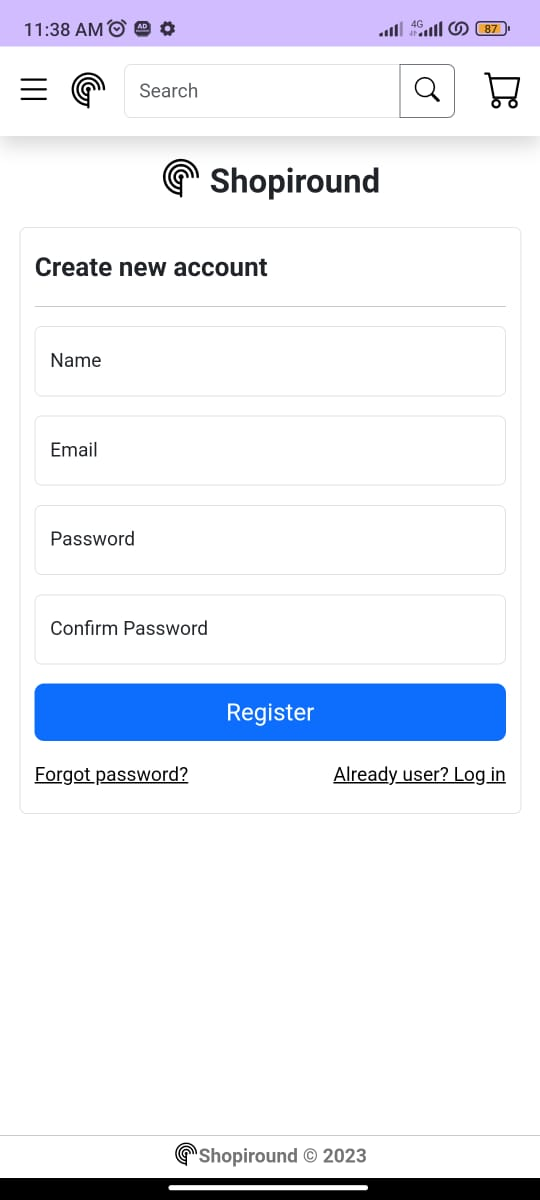 11:38 AM AD 4G 87
Search
Shopiround
Create new account
Name
Email
Password
Confirm Password
Register
Forgot password? Already user? Log in
Shopiround © 2023